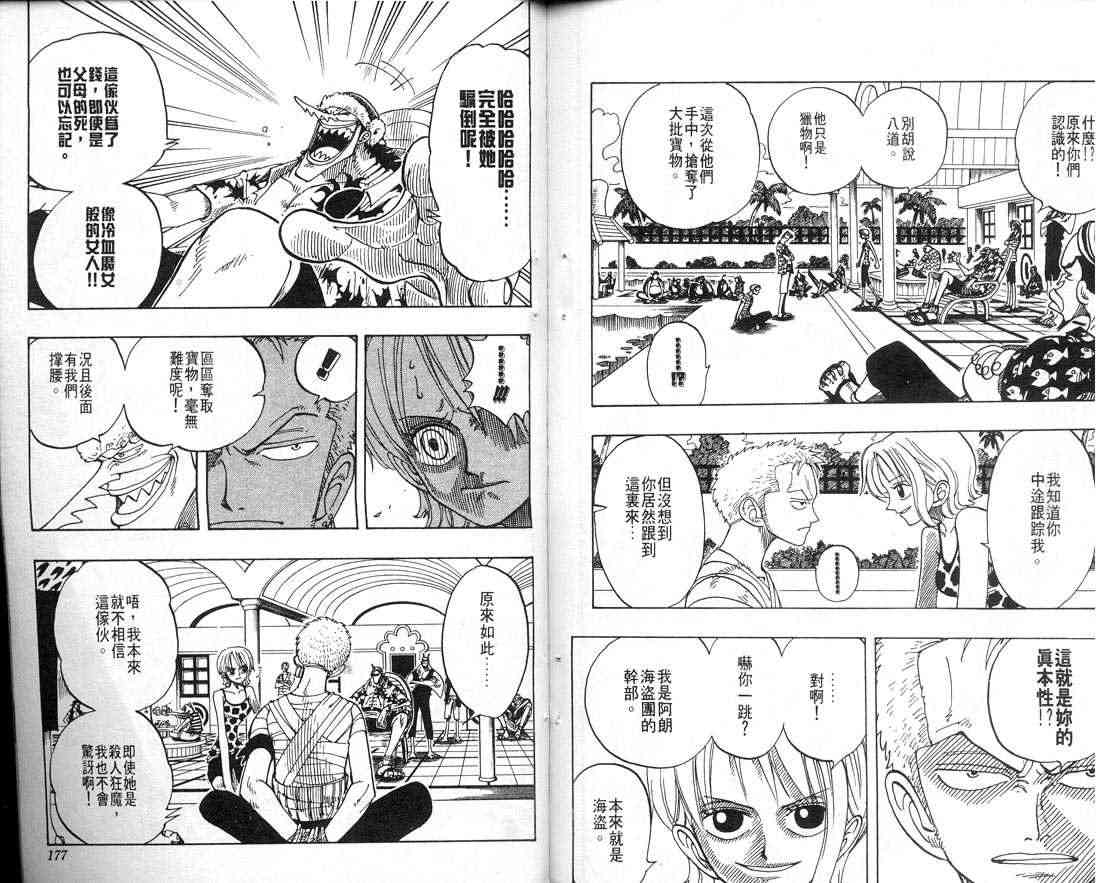 什麼!?
原來你們
認識的!
別胡說
八道。
他只是
獵物啊!
這次從他們
手中,搶奪了
大批寶物。
………!?
我知道你
中途跟踪我。
………
但沒想到
你居然跟到
這裏來…
這就是妳的
真本性!?
……
對啊!
嚇你一跳?
我是阿朗
海盜團的
幹部。
本來就是
海盜。
哈哈哈哈哈哈……
完全被她
騙倒呢!
這傢伙為了
錢,即使是
父母的死,
也可以忘記。
像冷血魔女
般的女人!!
………!!!
!
區區奪取
寶物,毫無
難度呢!
況且後面
有我們
撐腰。
原來如此……
唔,我本來
就不相信
這傢伙。
即使她是
殺人狂魔,
我也不會
驚訝啊!
177